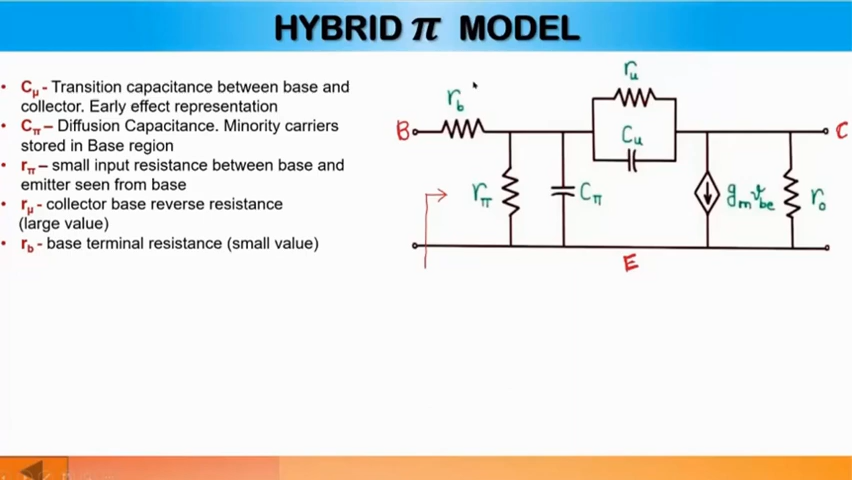 HYBRID π MODEL
• Cμ - Transition capacitance between base and
collector. Early effect representation
• Cπ – Diffusion Capacitance. Minority carriers
stored in Base region
• rπ – small input resistance between base and
emitter seen from base
• rμ - collector base reverse resistance
(large value)
• rb - base terminal resistance (small value)
ru
rb
B
Cu
C
rπ
Cπ
gm vbe
ro
E